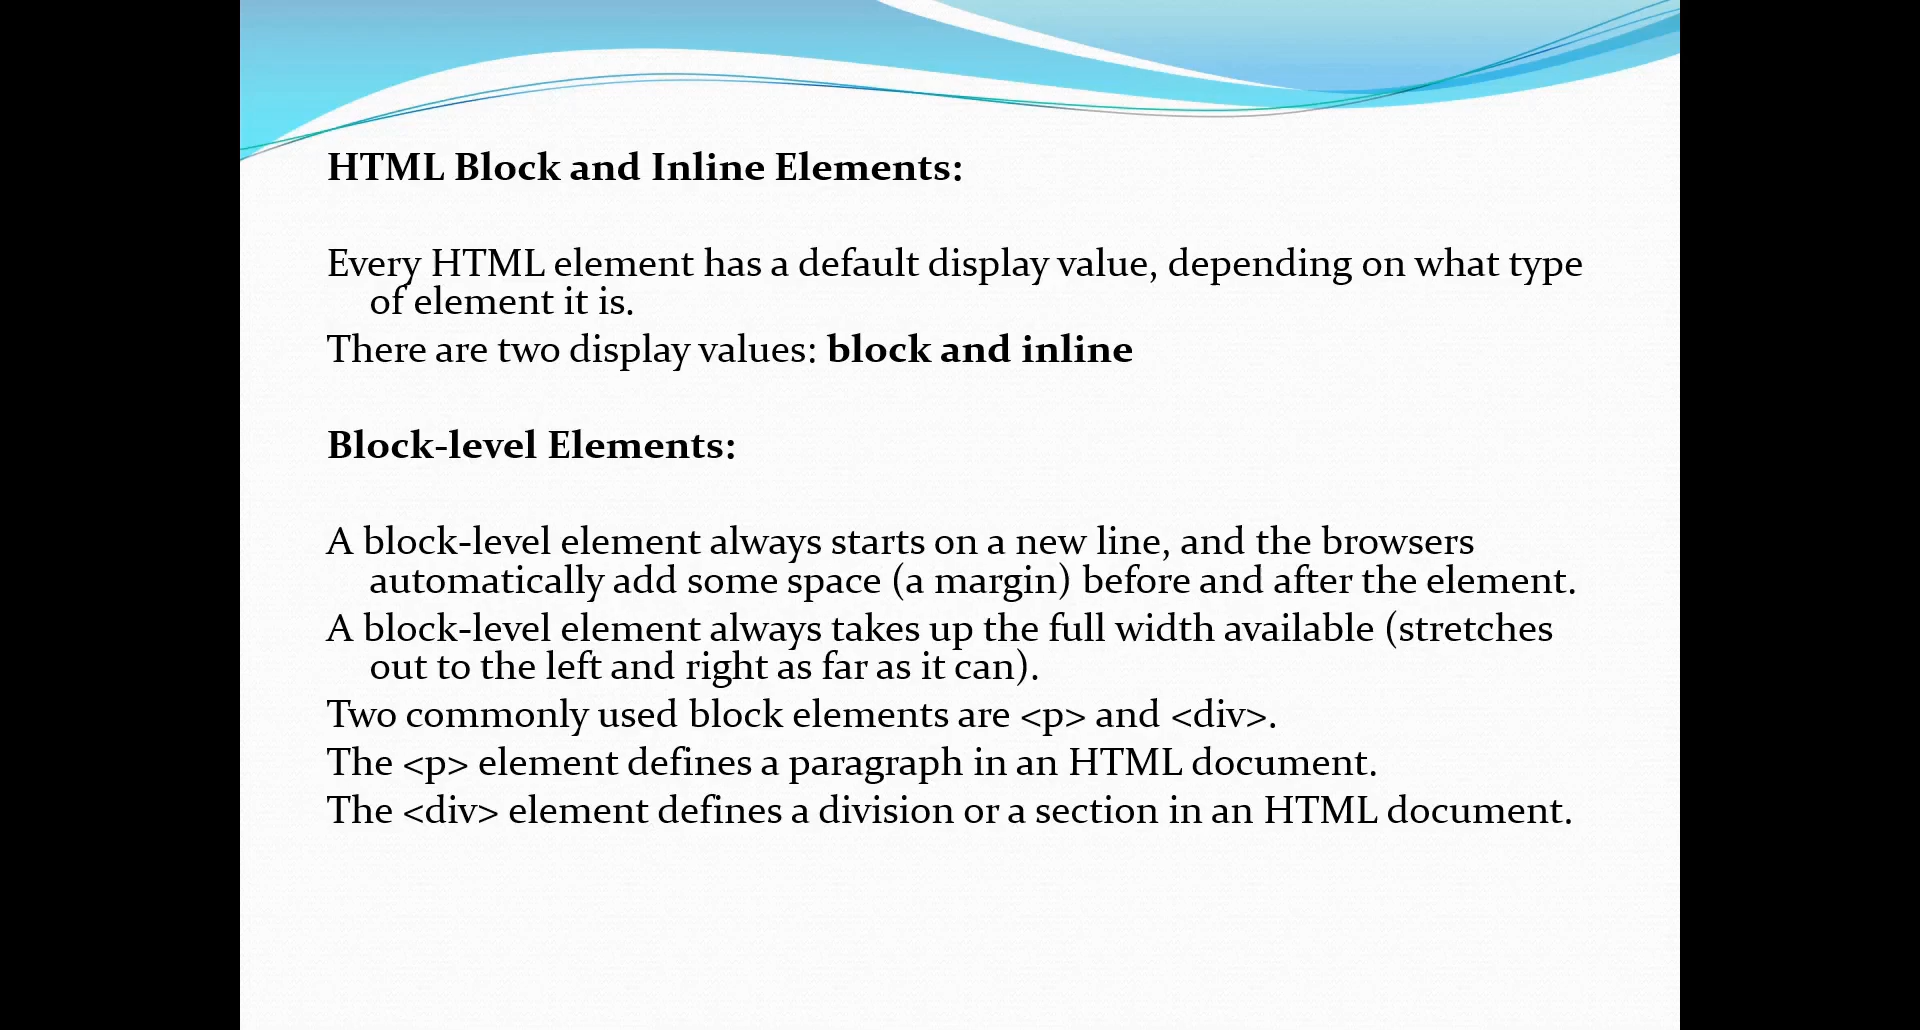 HTML Block and Inline Elements:
Every HTML element has a default display value, depending on what type
of element it is.
There are two display values: block and inline
Block-level Elements:
A block-level element always starts on a new line, and the browsers
automatically add some space (a margin) before and after the element.
A block-level element always takes up the full width available (stretches
out to the left and right as far as it can).
Two commonly used block elements are <p> and <div>.
The <p> element defines a paragraph in an HTML document.
The <div> element defines a division or a section in an HTML document.